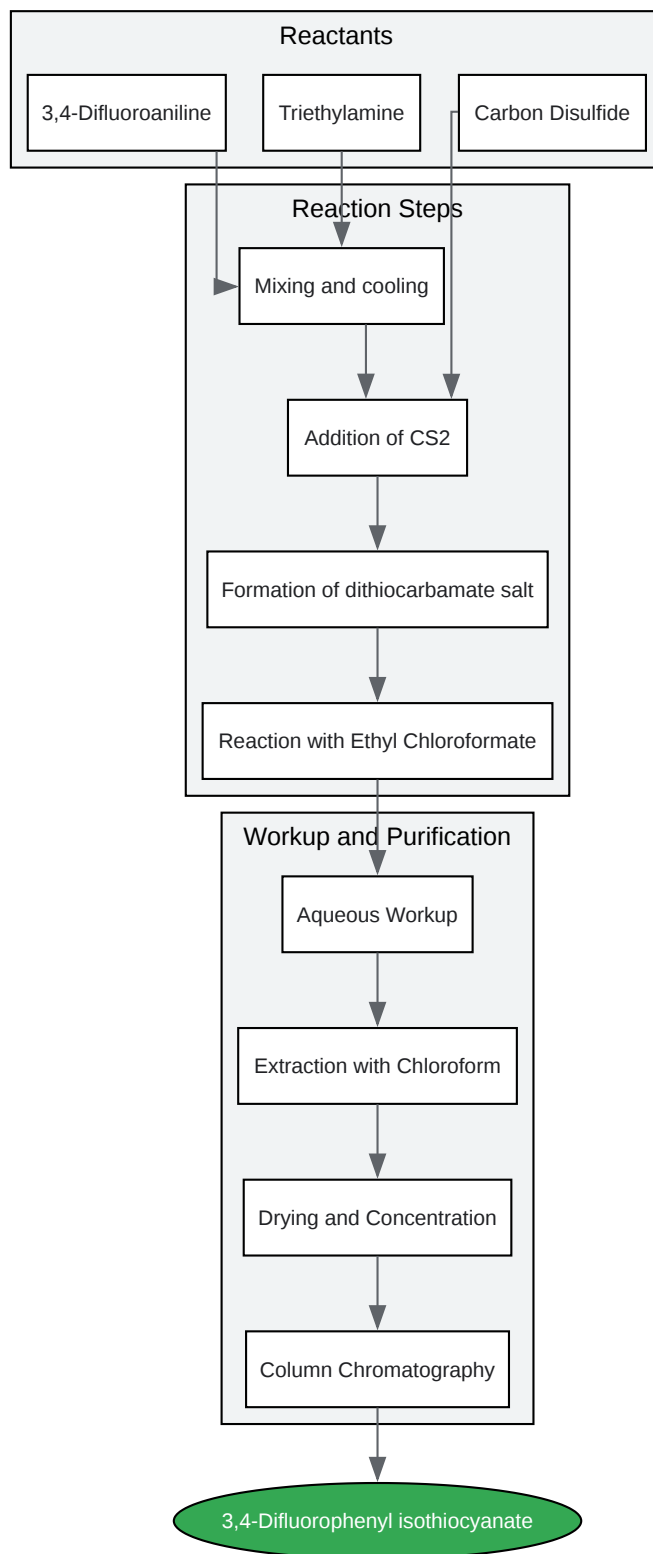 Reactants
3,4-Difluoroaniline
Triethylamine
Carbon Disulfide
Reaction Steps
Mixing and cooling
Addition of CS2
Formation of dithiocarbamate salt
Reaction with Ethyl Chloroformate
Workup and Purification
Aqueous Workup
Extraction with Chloroform
Drying and Concentration
Column Chromatography
3,4-Difluorophenyl isothiocyanate